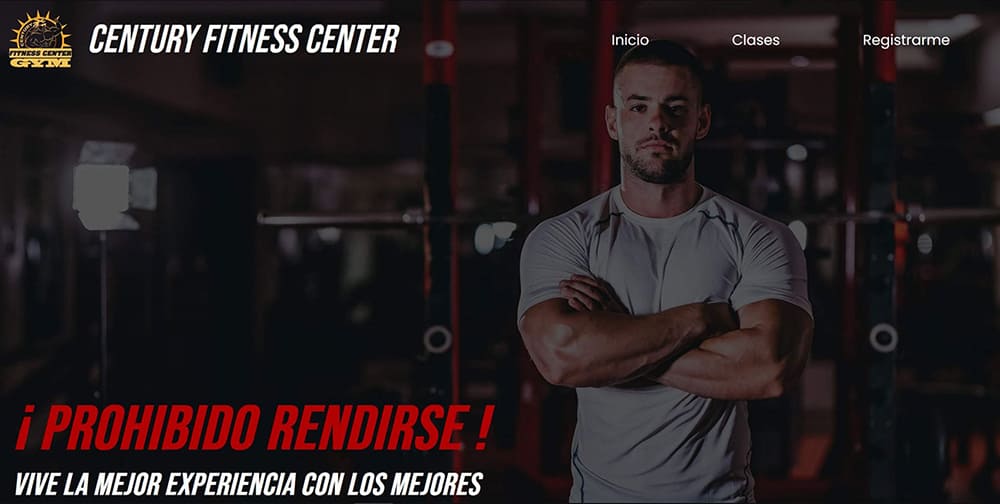 FITNESS CENTER
GYM
CENTURY FITNESS CENTER
Inicio
Clases
Registrarme
¡ PROHIBIDO RENDIRSE !
VIVE LA MEJOR EXPERIENCIA CON LOS MEJORES